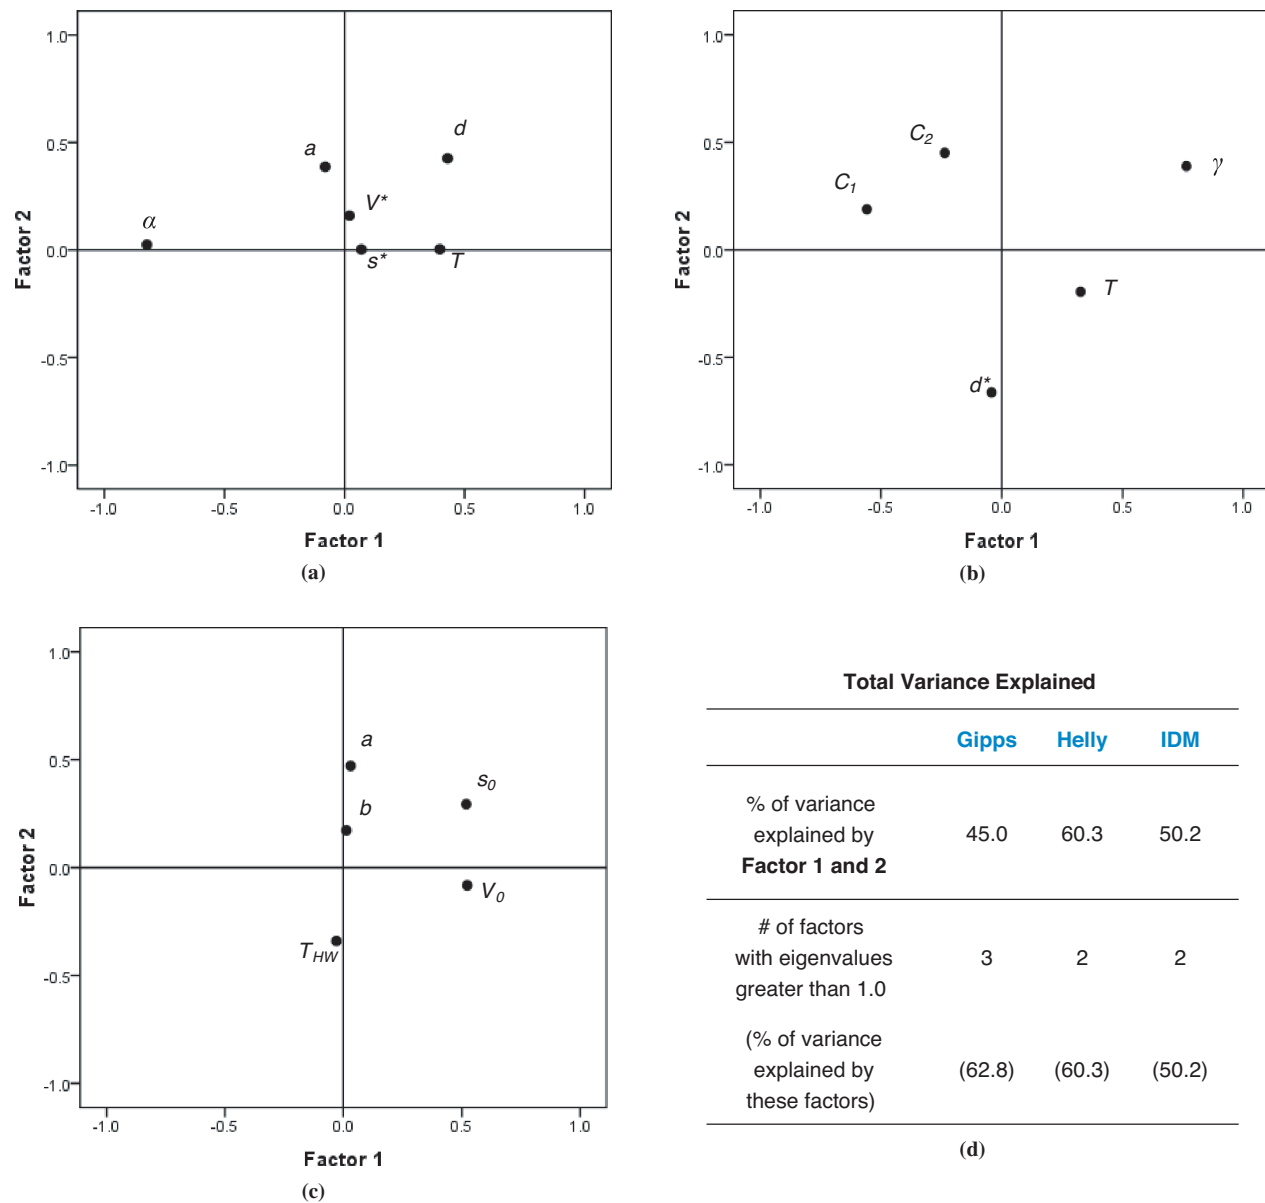 1.0
d
0.5
a
V*
α
0.0
s*
T
-0.5
-1.0
-1.0
-0.5
0.0
0.5
1.0
Factor 2
Factor 1
(a)
1.0
0.5
C2
C1
γ
0.0
T
-0.5
d*
-1.0
-1.0
-0.5
0.0
0.5
1.0
Factor 2
Factor 1
(b)
1.0
a
0.5
s0
b
0.0
V0
THW
-0.5
-1.0
-1.0
-0.5
0.0
0.5
1.0
Factor 2
Factor 1
(c)
Total Variance Explained
Gipps Helly IDM
% of variance
explained by 45.0 60.3 50.2
Factor 1 and 2
# of factors
with eigenvalues 3 2 2
greater than 1.0
(% of variance
explained by (62.8) (60.3) (50.2)
these factors)
(d)